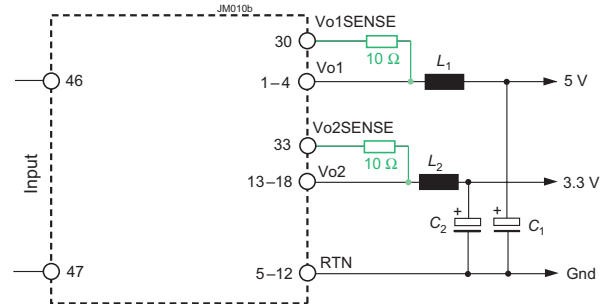 JM010b
Vo1SENSE
30
10 Ω
46
1–4
Vo1
L1
5 V
Vo2SENSE
33
10 Ω
Input
13–18
Vo2
L2
3.3 V
+
C2
+
C1
47
5–12
RTN
Gnd